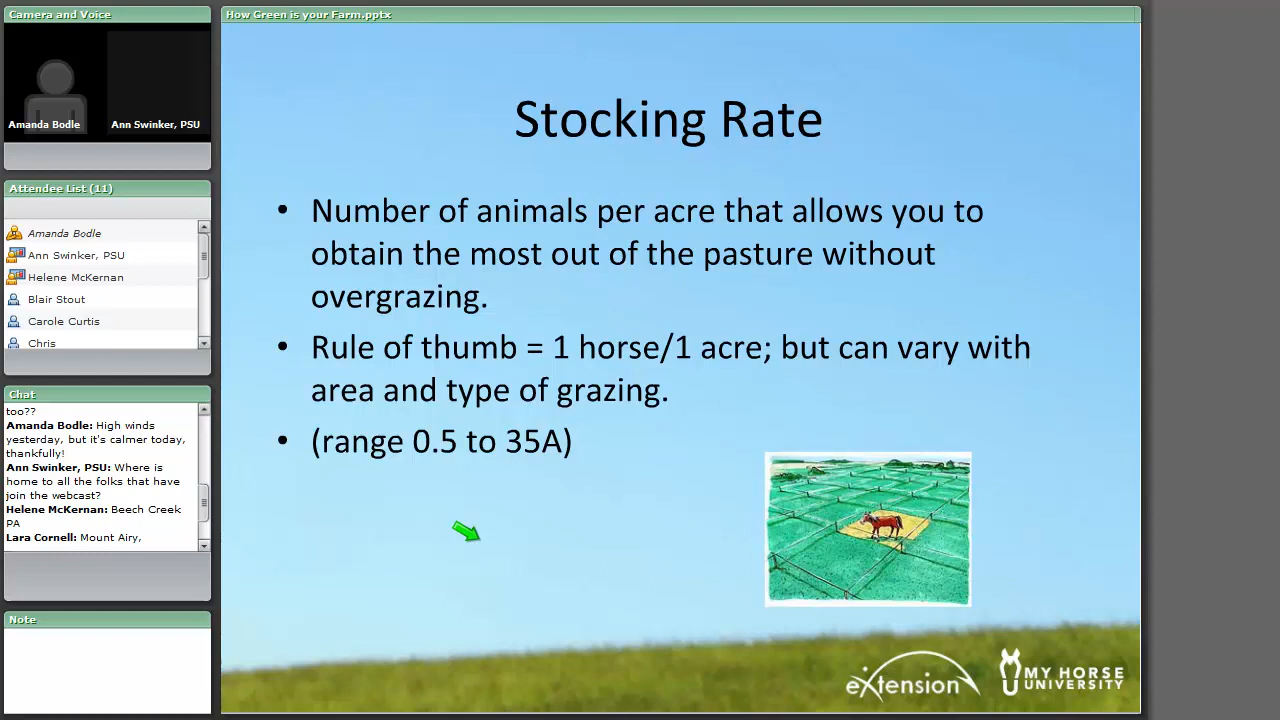 Camera and Voice
Amanda Bodle
Ann Swinker, PSU
Attendee List (11)
Amanda Bodle
Ann Swinker, PSU
Helene McKernan
Blair Stout
Carole Curtis
Chris
Chat
too??
Amanda Bodle: High winds
yesterday, but it's calmer today,
thankfully!
Ann Swinker, PSU: Where is
home to all the folks that have
join the webcast?
Helene McKernan: Beech Creek
PA
Lara Cornell: Mount Airy,
Note
How Green is your Farm.pptx
Stocking Rate
• Number of animals per acre that allows you to
obtain the most out of the pasture without
overgrazing.
• Rule of thumb = 1 horse/1 acre; but can vary with
area and type of grazing.
• (range 0.5 to 35A)
eXtension
MY HORSE
UNIVERSITY